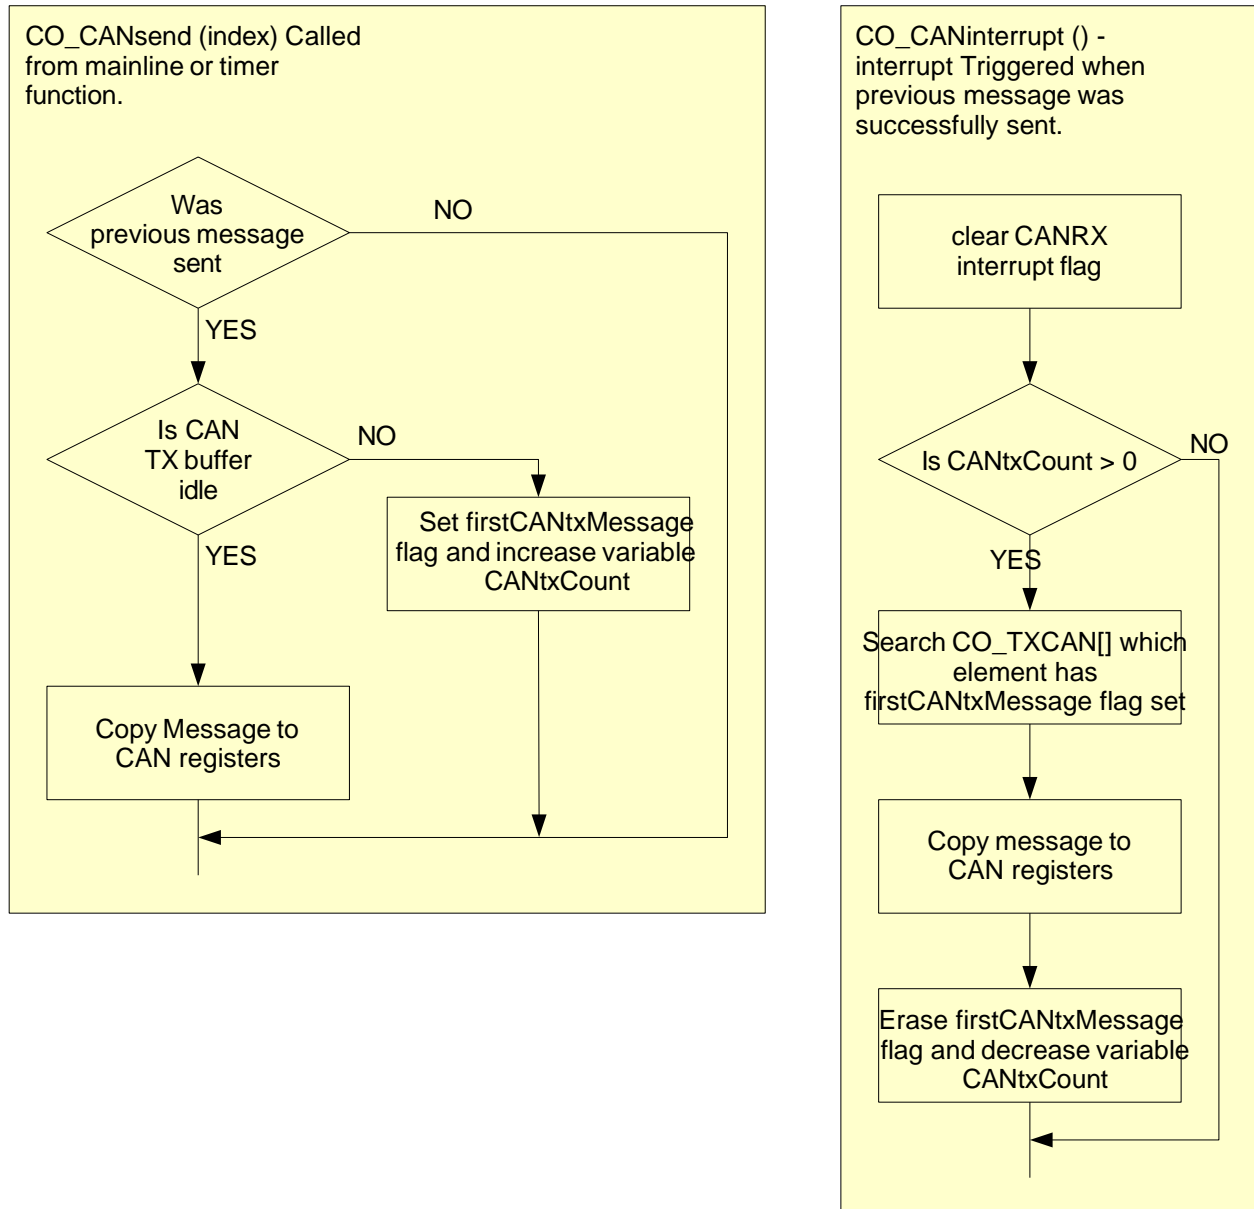 CO_CANsend (index) Called
from mainline or timer
function.
Was
previous message
sent
NO
YES
Is CAN
TX buffer
idle
NO
YES
Set firstCANtxMessage
flag and increase variable
CANtxCount
Copy Message to
CAN registers
CO_CANinterrupt () -
interrupt Triggered when
previous message was
successfully sent.
clear CANRX
interrupt flag
Is CANtxCount > 0
NO
YES
Search CO_TXCAN[] which
element has
firstCANtxMessage flag set
Copy message to
CAN registers
Erase firstCANtxMessage
flag and decrease variable
CANtxCount